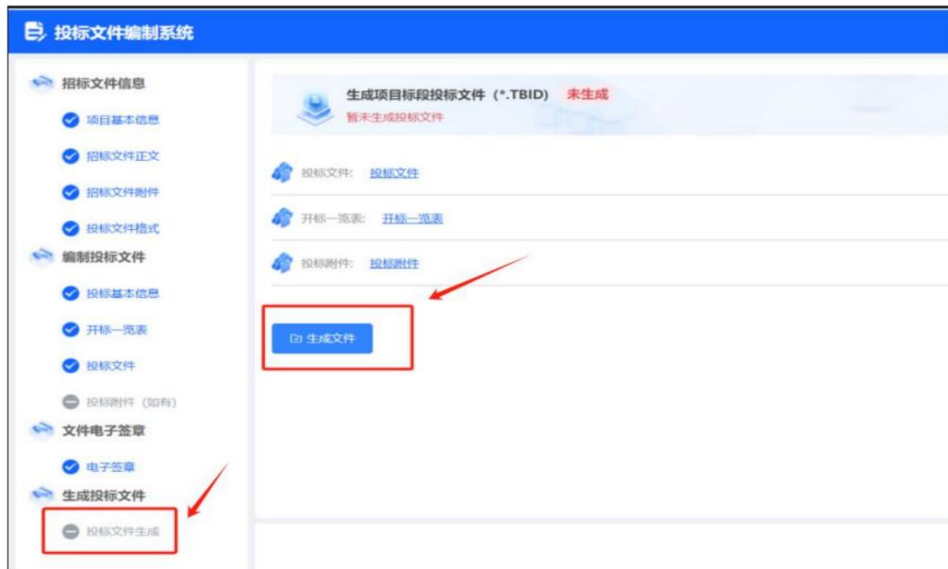 投标文件编制系统
招标文件信息
项目基本信息
招标文件正文
招标文件附件
投标文件格式
编制投标文件
投标基本信息
开标一览表
投标文件
投标附件（如有）
文件电子签章
电子签章
生成投标文件
投标文件生成
生成项目标段投标文件（*.TBID） 未生成
暂未生成投标文件
投标文件： 投标文件
开标一览表： 开标一览表
投标附件： 投标附件
生成文件